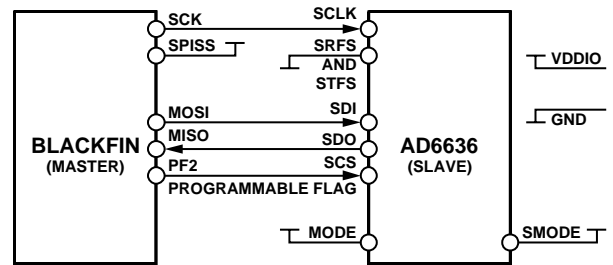 SCK SCLK
SPISS SRFS
AND
STFS
VDDIO
MOSI SDI
GND
BLACKFIN
(MASTER)
MISO SDO
AD6636
(SLAVE)
PF2 SCS
PROGRAMMABLE FLAG
MODE
SMODE